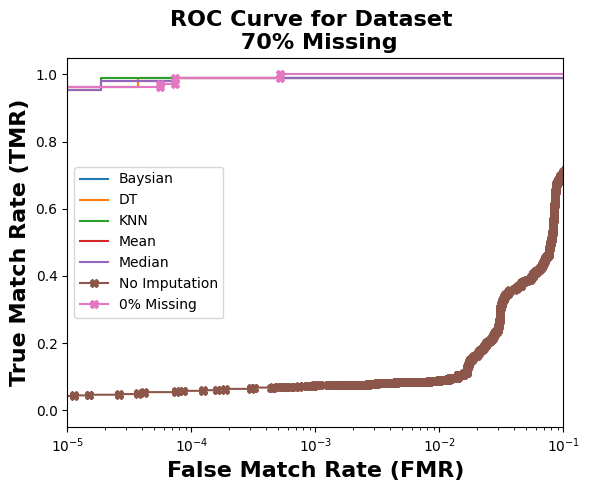 ROC Curve for Dataset
70% Missing
True Match Rate (TMR)
1.0
0.8
0.6
0.4
0.2
0.0
Baysian
DT
KNN
Mean
Median
No Imputation
0% Missing
10⁻⁵
10⁻⁴
10⁻³
10⁻²
10⁻¹
False Match Rate (FMR)